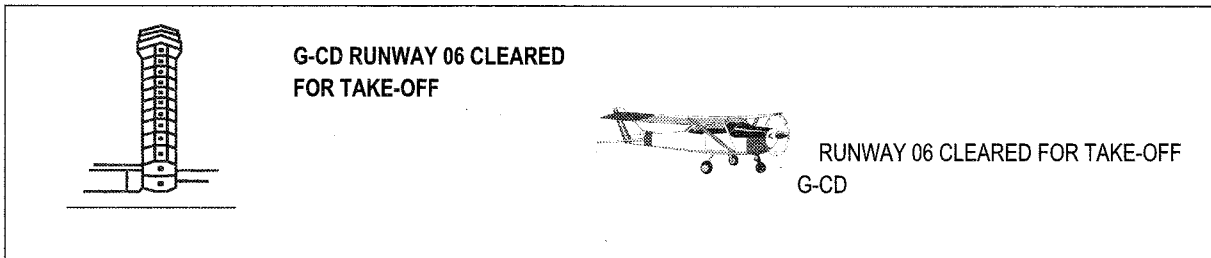 G-CD RUNWAY 06 CLEARED
FOR TAKE-OFF
RUNWAY 06 CLEARED FOR TAKE-OFF
G-CD